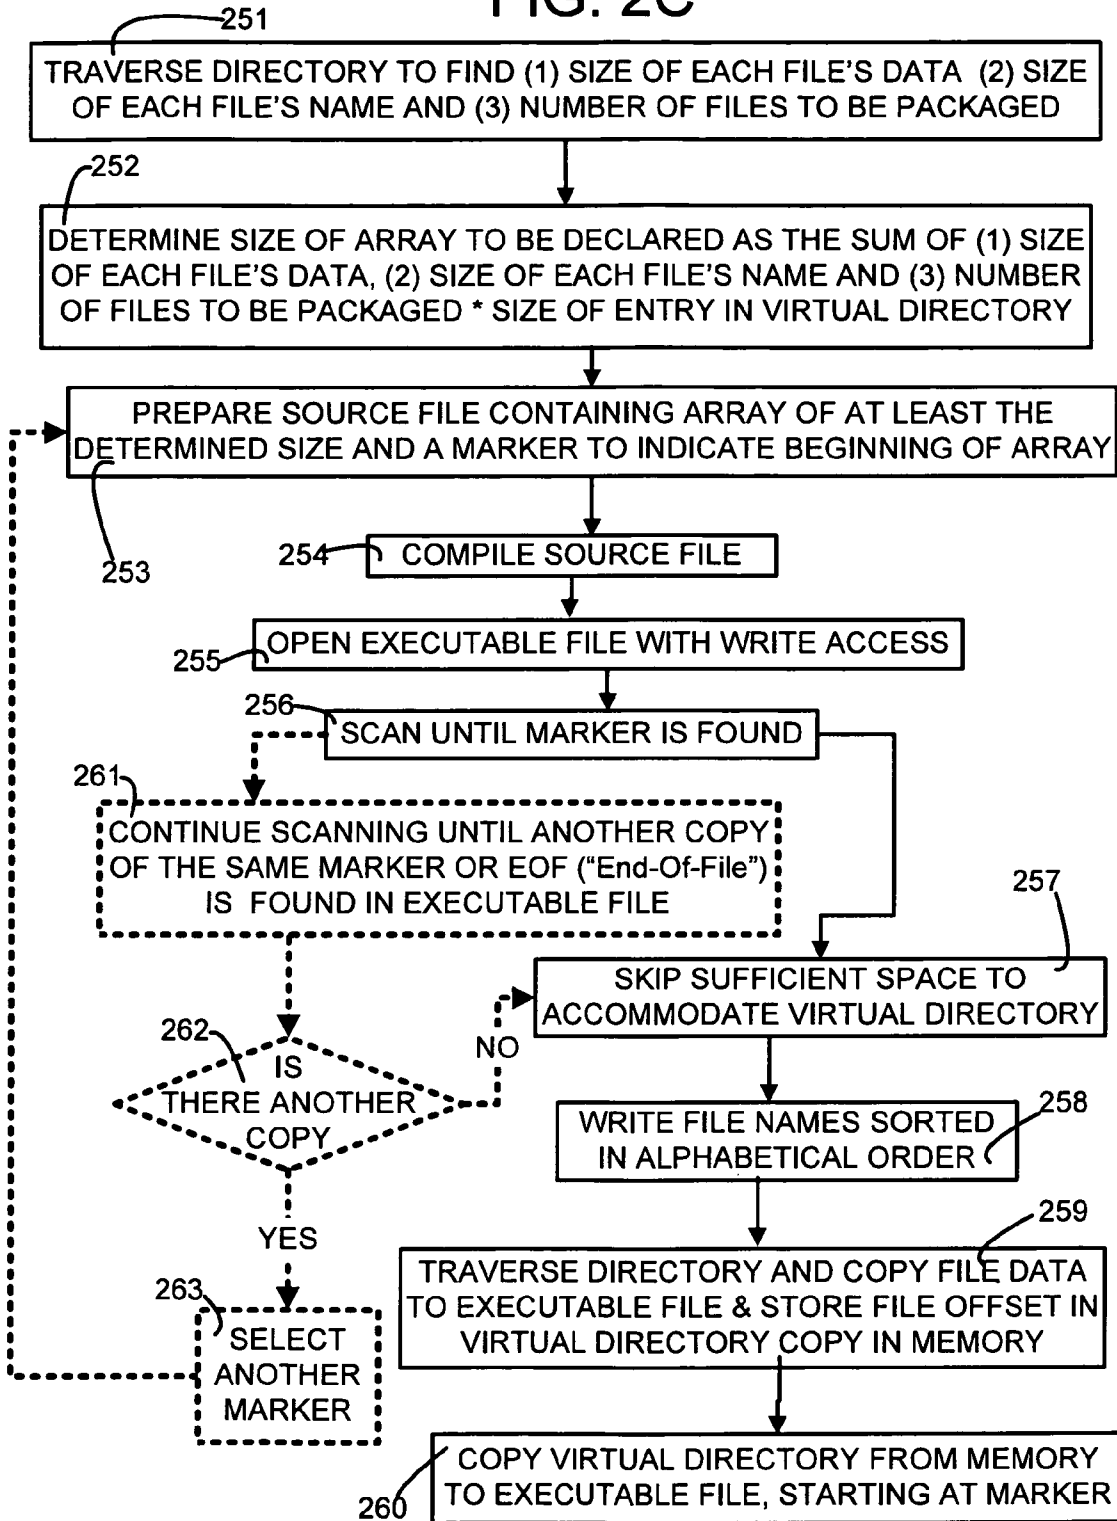 FIG. 2C
251
TRAVERSE DIRECTORY TO FIND (1) SIZE OF EACH FILE'S DATA (2) SIZE
OF EACH FILE'S NAME AND (3) NUMBER OF FILES TO BE PACKAGED
252
DETERMINE SIZE OF ARRAY TO BE DECLARED AS THE SUM OF (1) SIZE
OF EACH FILE'S DATA, (2) SIZE OF EACH FILE'S NAME AND (3) NUMBER
OF FILES TO BE PACKAGED * SIZE OF ENTRY IN VIRTUAL DIRECTORY
PREPARE SOURCE FILE CONTAINING ARRAY OF AT LEAST THE
DETERMINED SIZE AND A MARKER TO INDICATE BEGINNING OF ARRAY
253
254
COMPILE SOURCE FILE
OPEN EXECUTABLE FILE WITH WRITE ACCESS
255
256
SCAN UNTIL MARKER IS FOUND
261
CONTINUE SCANNING UNTIL ANOTHER COPY
OF THE SAME MARKER OR EOF ("End-Of-File")
IS FOUND IN EXECUTABLE FILE
257
SKIP SUFFICIENT SPACE TO
ACCOMMODATE VIRTUAL DIRECTORY
262
IS
THERE ANOTHER
COPY
NO
YES
258
WRITE FILE NAMES SORTED
IN ALPHABETICAL ORDER
259
TRAVERSE DIRECTORY AND COPY FILE DATA
TO EXECUTABLE FILE & STORE FILE OFFSET IN
VIRTUAL DIRECTORY COPY IN MEMORY
263
SELECT
ANOTHER
MARKER
COPY VIRTUAL DIRECTORY FROM MEMORY
TO EXECUTABLE FILE, STARTING AT MARKER
260